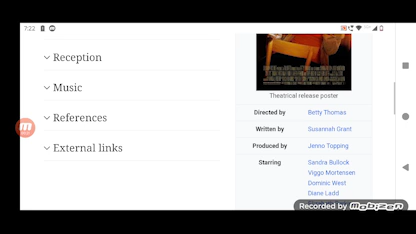 7:22
Reception
Music
References
External links
Theatrical release poster
Directed by Betty Thomas
Written by Susannah Grant
Produced by Jenno Topping
Starring Sandra Bullock
Viggo Mortensen
Dominic West
Diane Ladd
Recorded by Mobizen